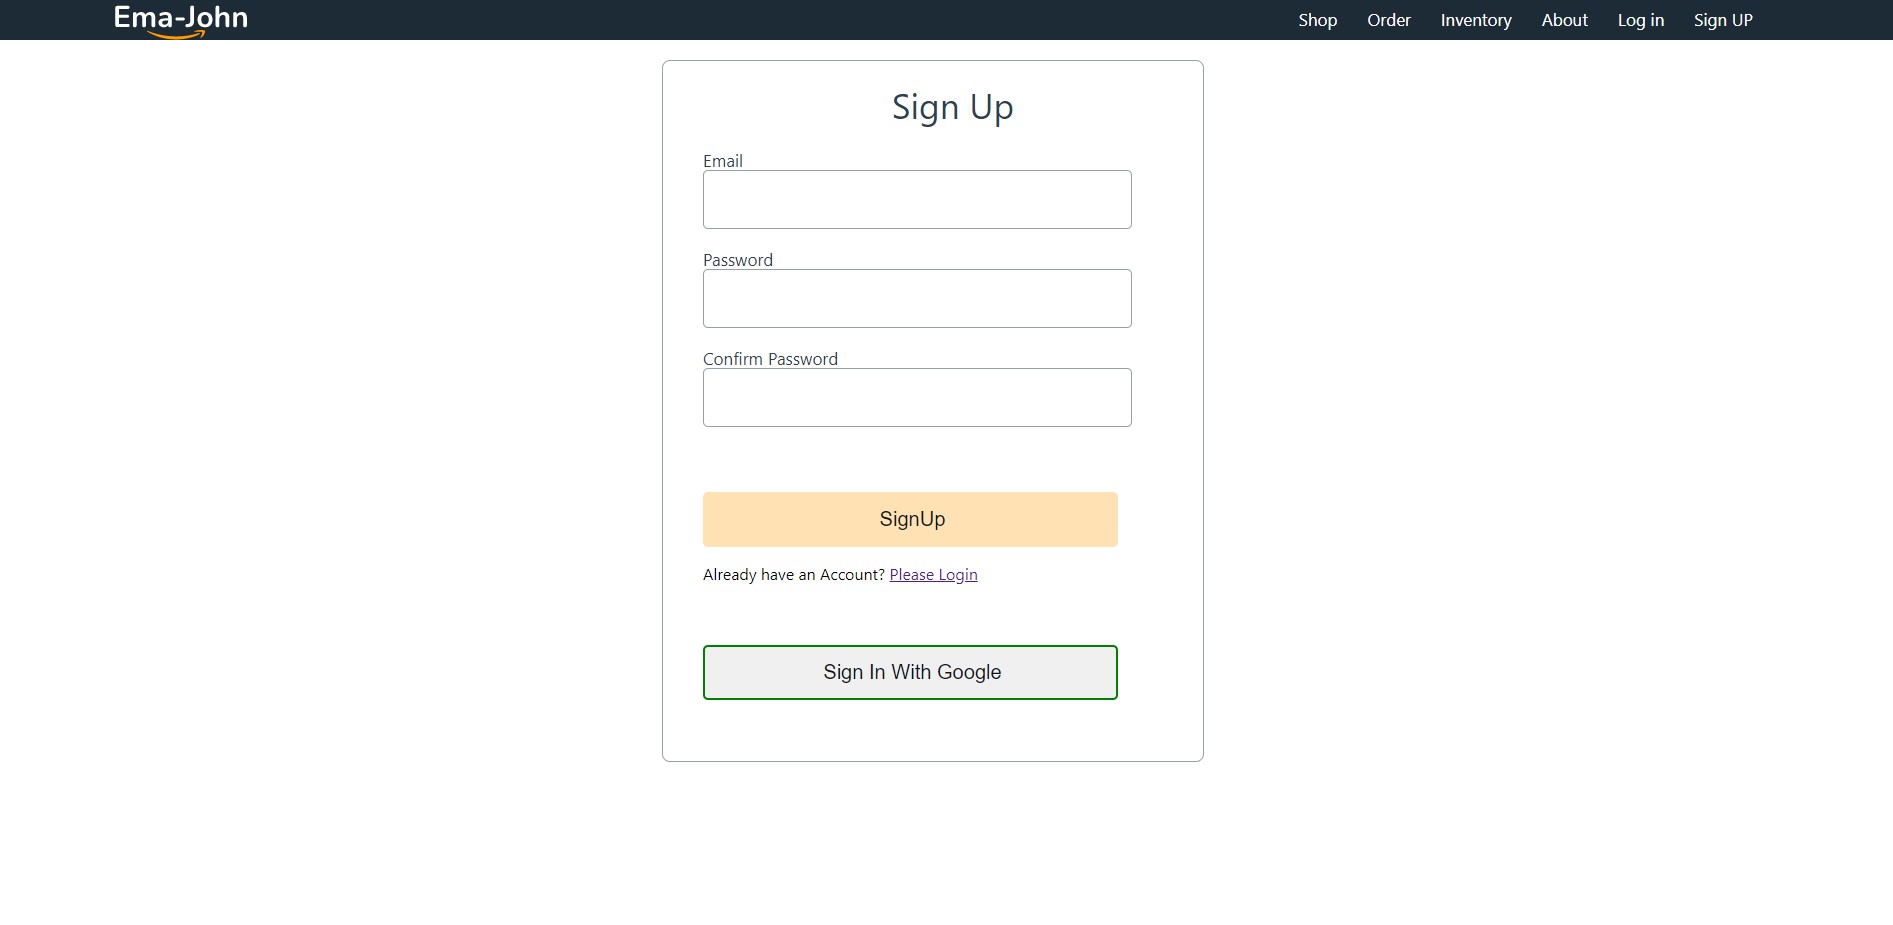 Ema-John
Shop Order Inventory About Log in Sign UP
Sign Up
Email
Password
Confirm Password
SignUp
Already have an Account? Please Login
Sign In With Google